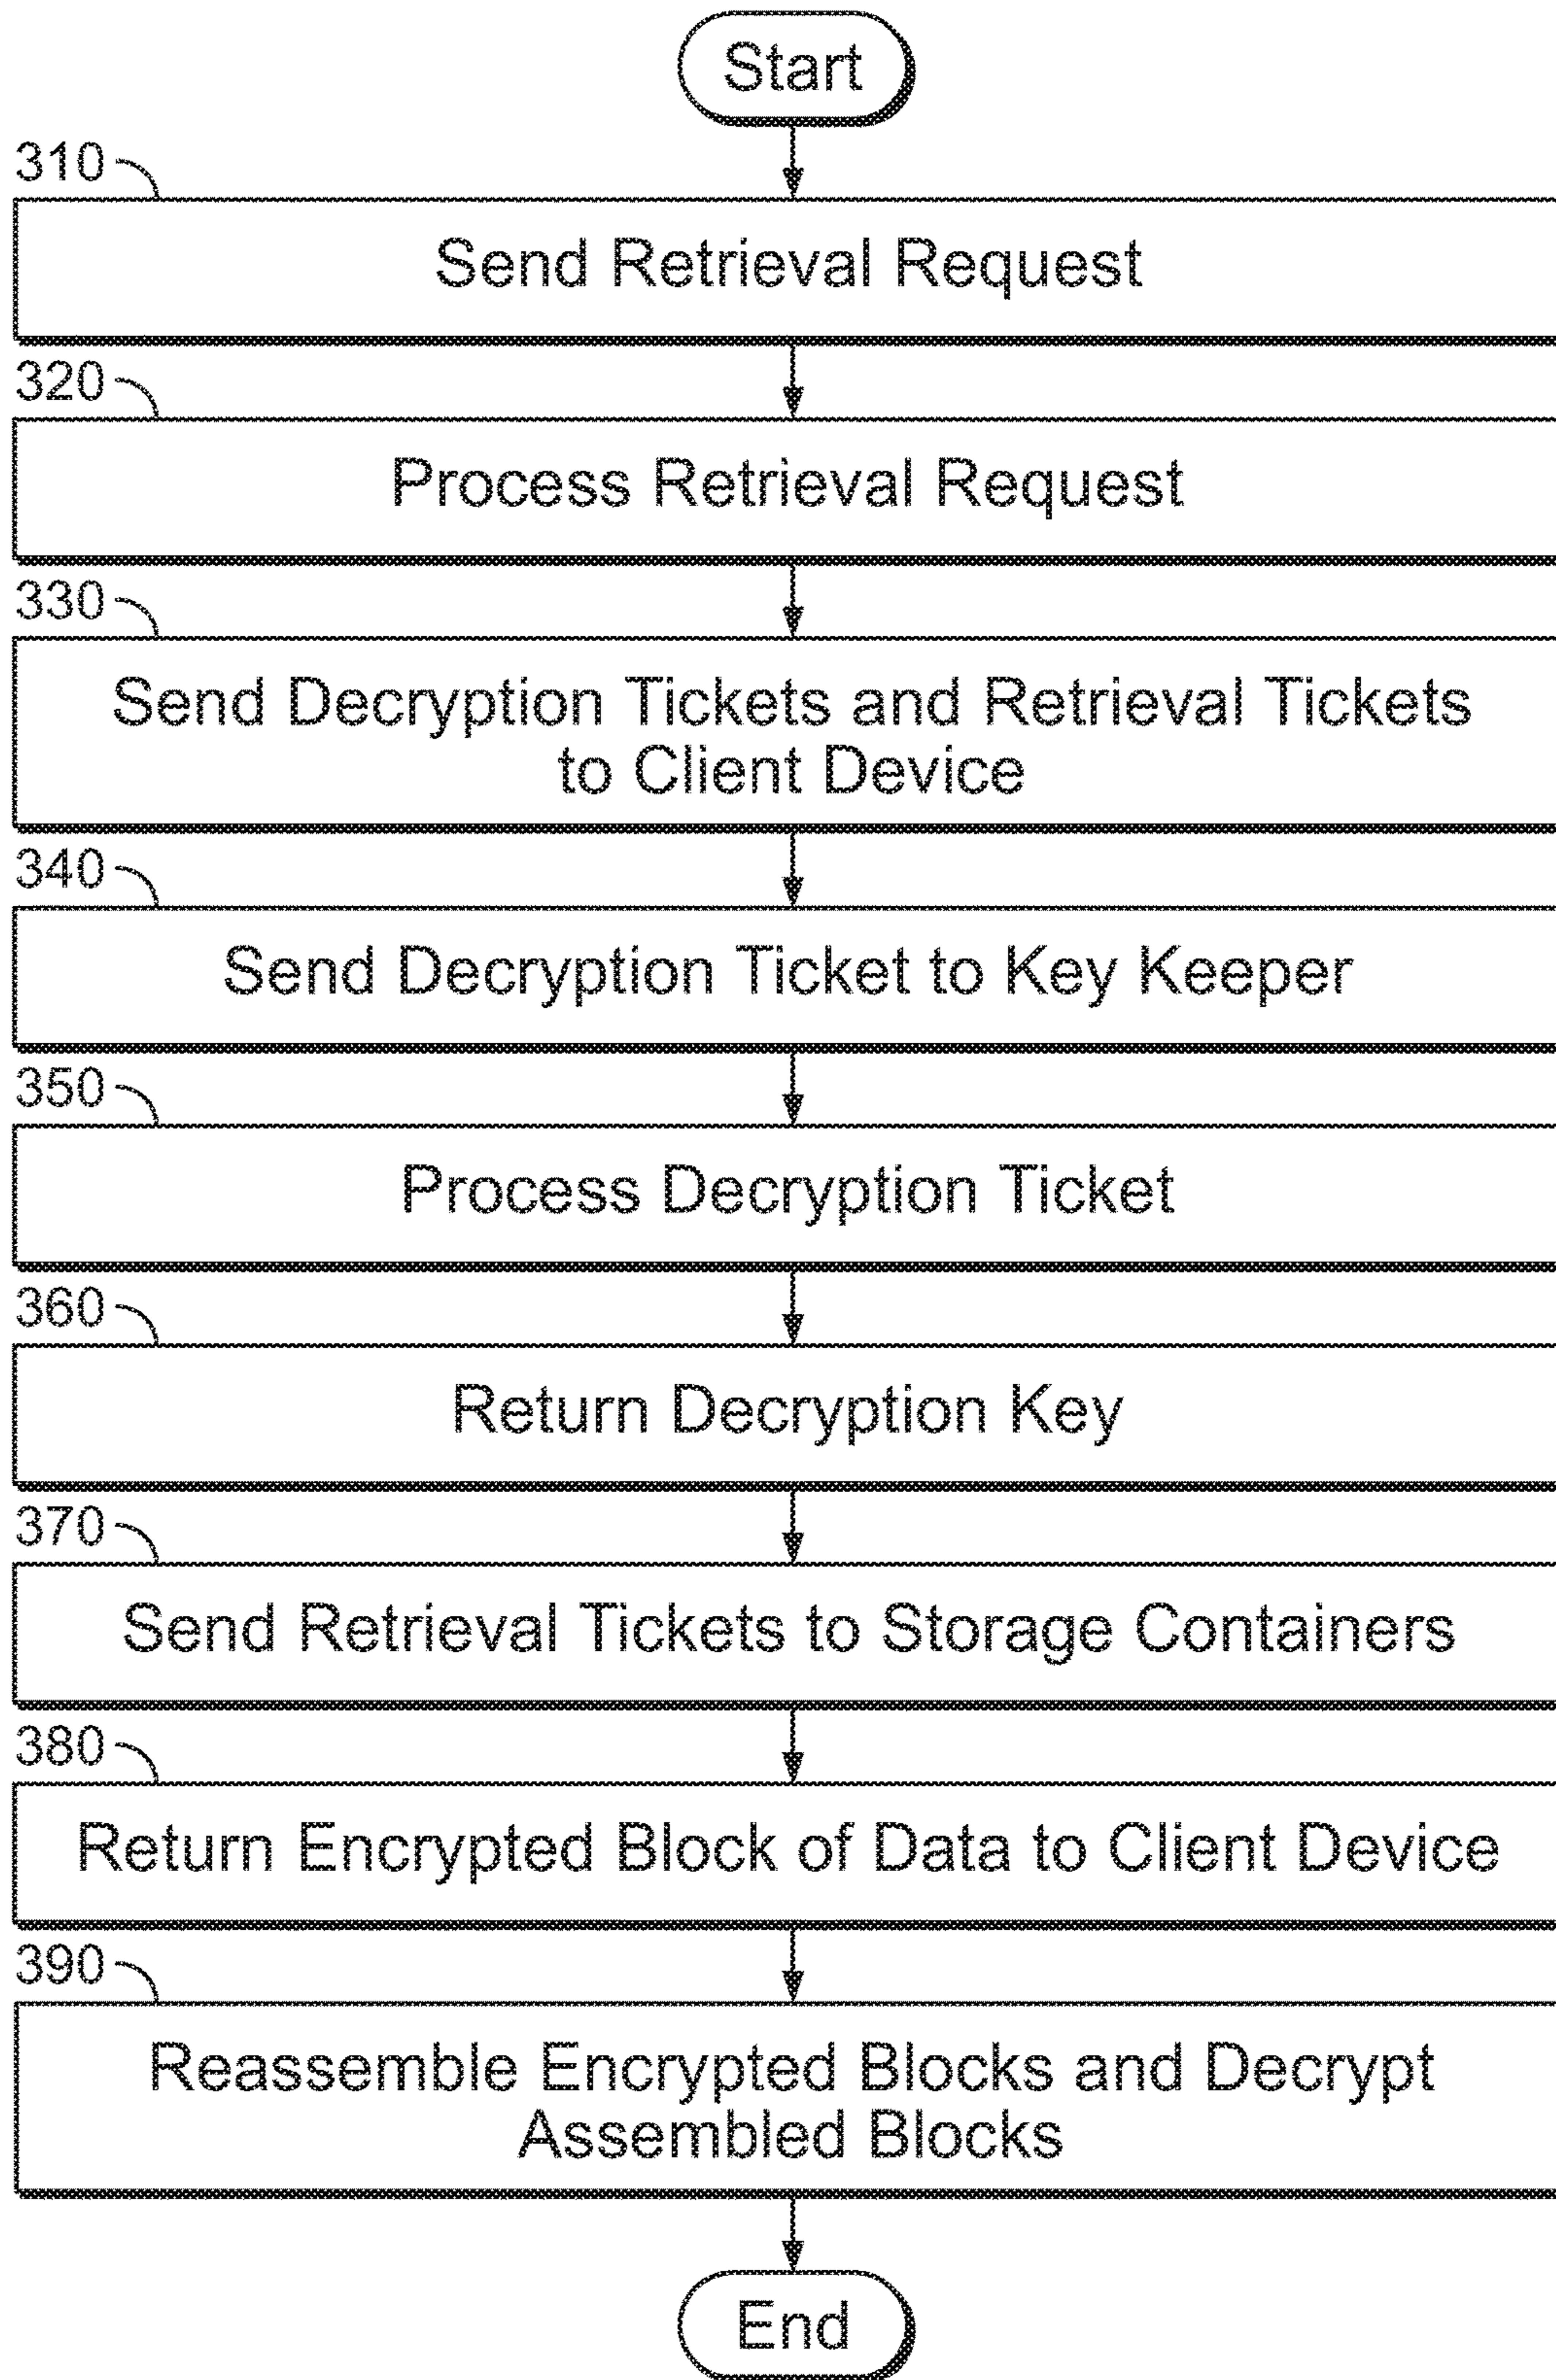 Start
310
Send Retrieval Request
320
Process Retrieval Request
330
Send Decryption Tickets and Retrieval Tickets
to Client Device
340
Send Decryption Ticket to Key Keeper
350
Process Decryption Ticket
360
Return Decryption Key
370
Send Retrieval Tickets to Storage Containers
380
Return Encrypted Block of Data to Client Device
390
Reassemble Encrypted Blocks and Decrypt
Assembled Blocks
End